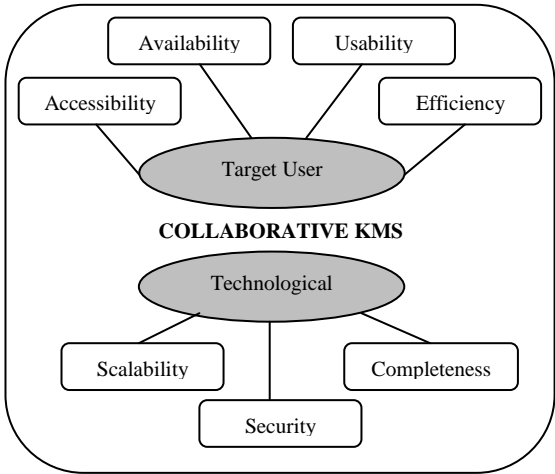 Availability
Usability
Accessibility
Efficiency
Target User
COLLABORATIVE KMS
Technological
Scalability
Completeness
Security